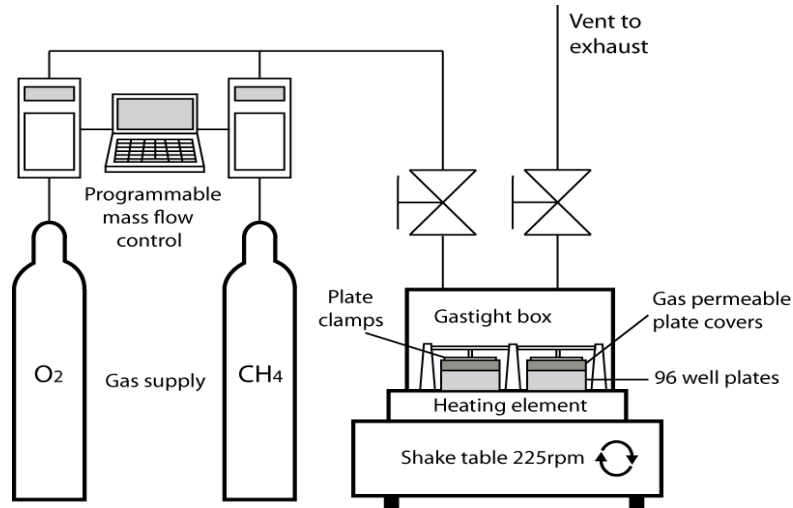 Vent to
exhaust
Programmable
mass flow
control
Plate
clamps
Gastight box
Gas permeable
plate covers
O2
Gas supply
CH4
96 well plates
Heating element
Shake table 225rpm